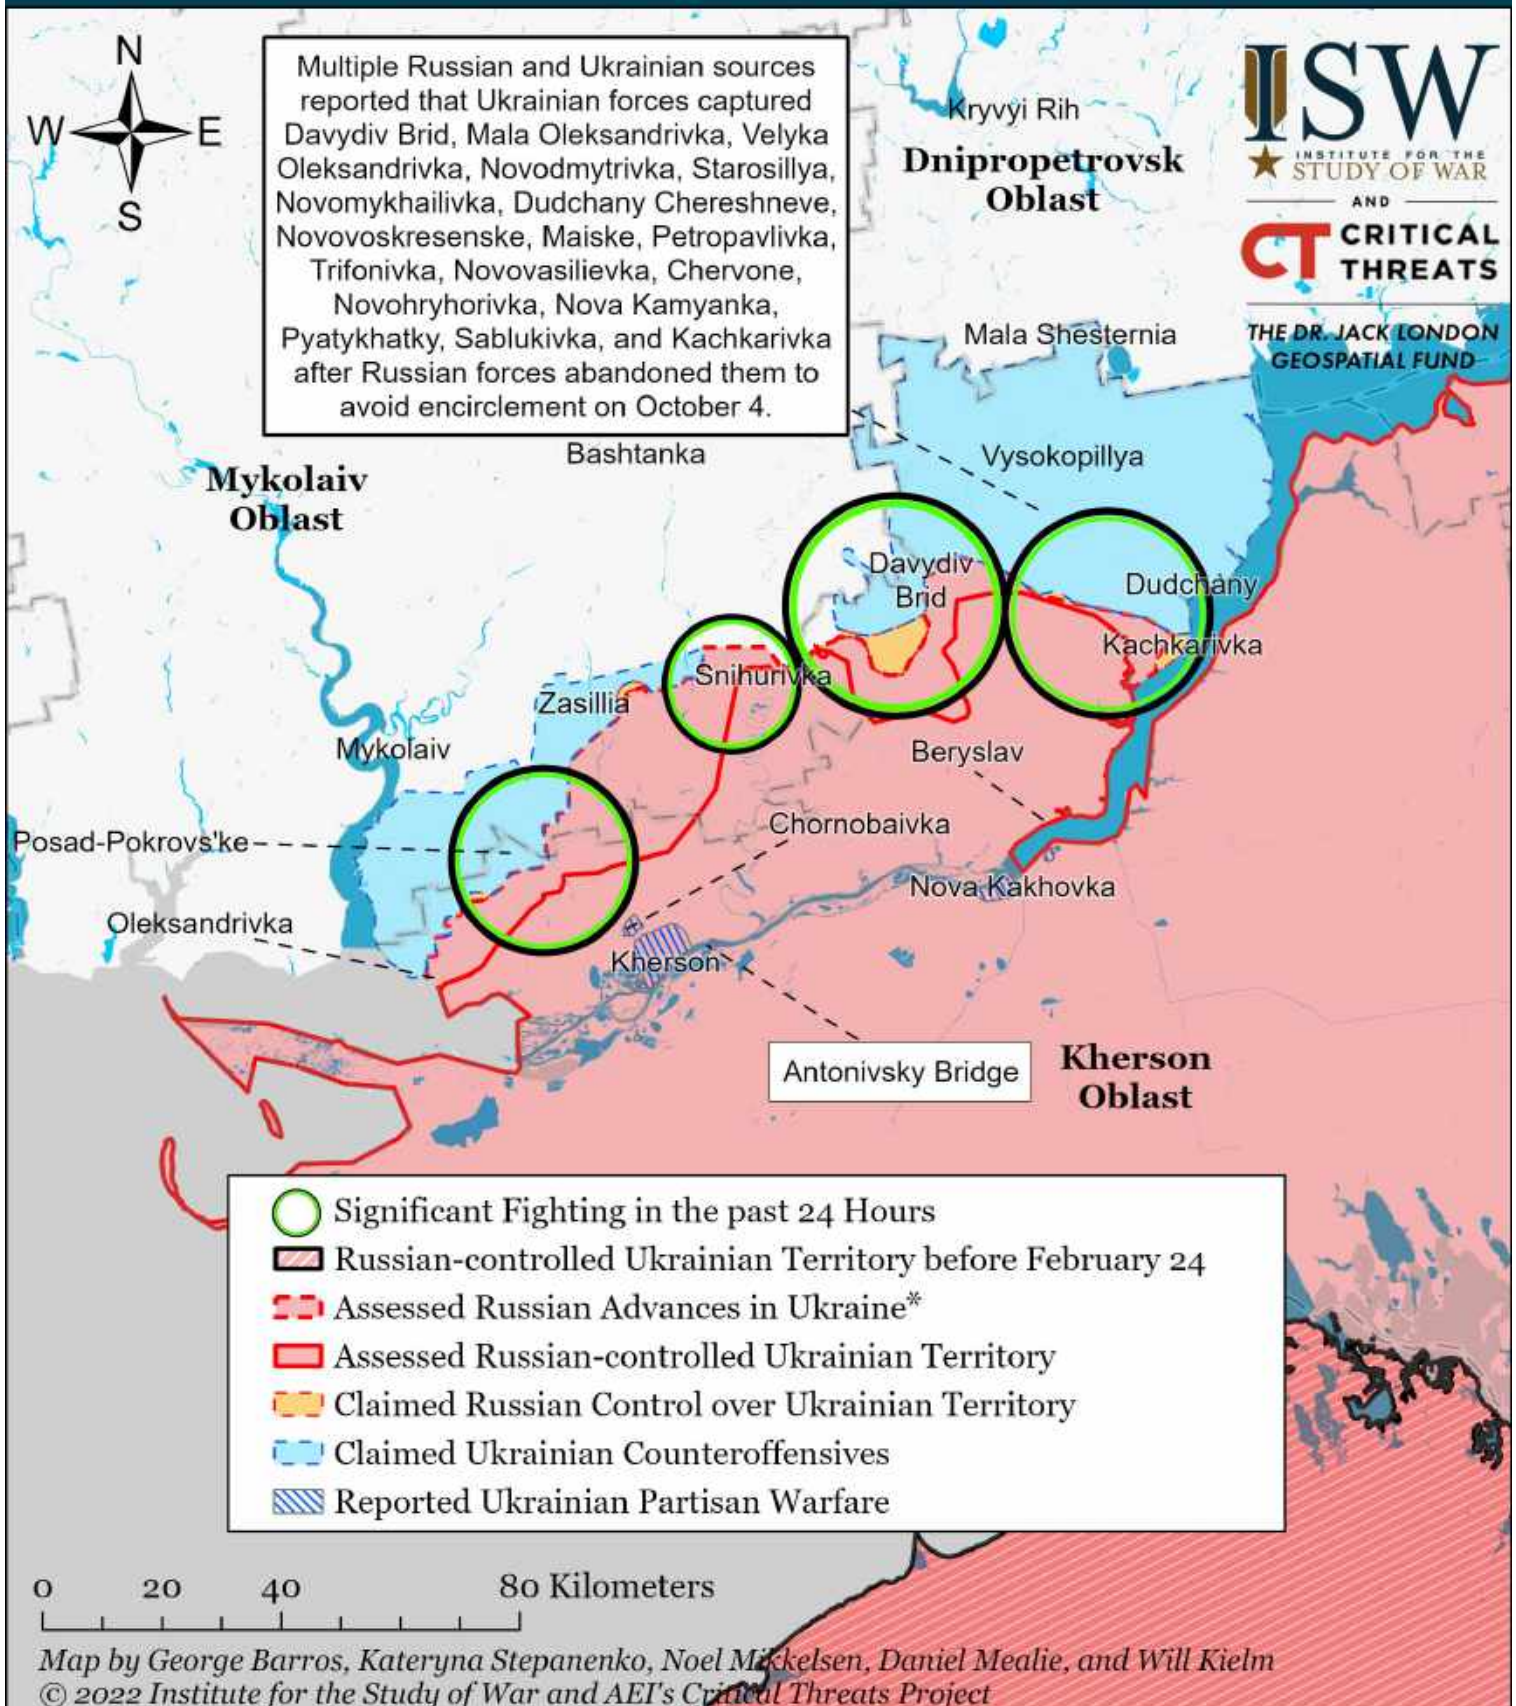 N
W
E
S
Multiple Russian and Ukrainian sources
reported that Ukrainian forces captured
Davydiv Brid, Mala Oleksandrivka, Velyka
Oleksandrivka, Novodmytrivka, Starosillya,
Novomykhailivka, Dudchany Chereshneve,
Novovoskresenske, Maiske, Petropavlivka,
Trifonivka, Novovasilievka, Chervone,
Novohryhorivka, Nova Kamyanka,
Pyatykhatky, Sablukivka, and Kachkarivka
after Russian forces abandoned them to
avoid encirclement on October 4.
ISW
INSTITUTE FOR THE
STUDY OF WAR
AND
CT CRITICAL
THREATS
THE DR. JACK LONDON
GEOSPATIAL FUND
Kryvyi Rih
Dnipropetrovsk
Oblast
Mala Shesternia
Bashtanka
Vysokopillya
Mykolaiv
Oblast
Davydiv
Brid
Dudchany
Kachkarivka
Snihurivka
Zasillia
Mykolaiv
Beryslav
Chornobaivka
Posad-Pokrovs'ke
Nova Kakhovka
Oleksandrivka
Kherson
Antonivsky Bridge
Kherson
Oblast
Significant Fighting in the past 24 Hours
Russian-controlled Ukrainian Territory before February 24
Assessed Russian Advances in Ukraine*
Assessed Russian-controlled Ukrainian Territory
Claimed Russian Control over Ukrainian Territory
Claimed Ukrainian Counteroffensives
Reported Ukrainian Partisan Warfare
0 20 40 80 Kilometers
Map by George Barros, Kateryna Stepanenko, Noel Mikkelsen, Daniel Mealie, and Will Kielm
© 2022 Institute for the Study of War and AEI's Critical Threats Project